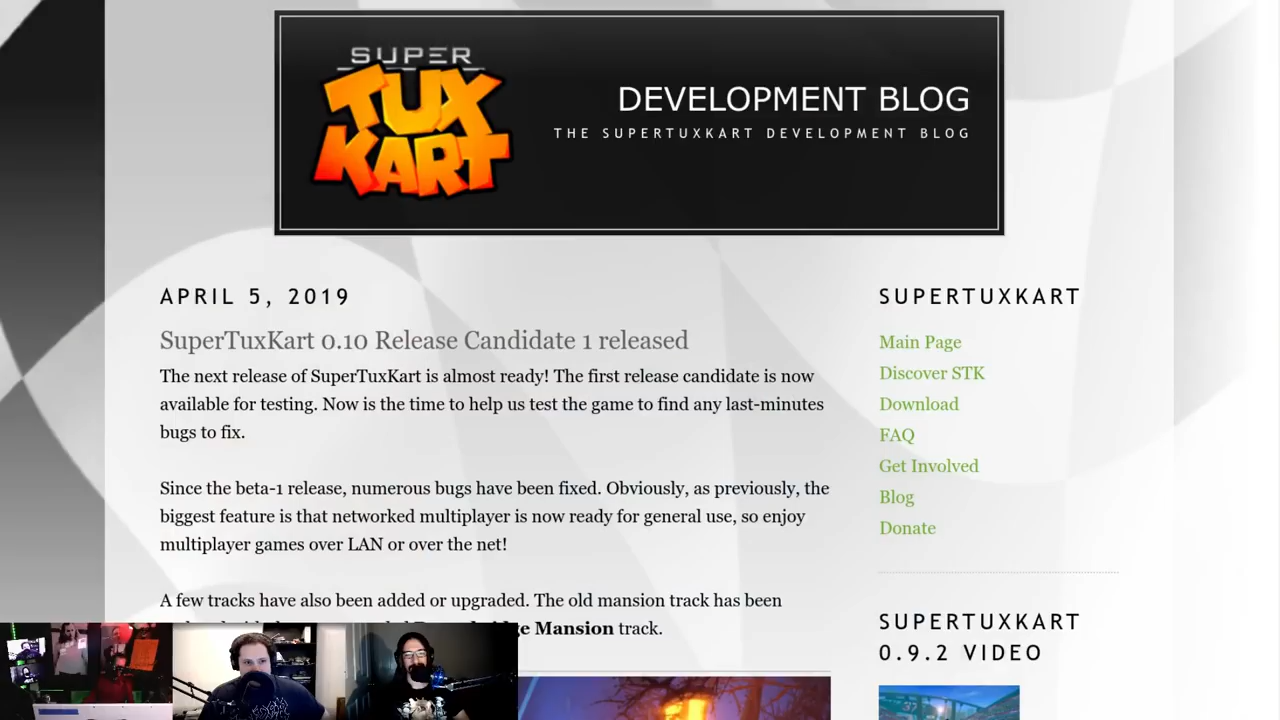 SUPER
TUX
KART
DEVELOPMENT BLOG
THE SUPERTUXKART DEVELOPMENT BLOG
APRIL 5, 2019
SuperTuxKart 0.10 Release Candidate 1 released
The next release of SuperTuxKart is almost ready! The first release candidate is now
available for testing. Now is the time to help us test the game to find any last-minutes
bugs to fix.
Since the beta-1 release, numerous bugs have been fixed. Obviously, as previously, the
biggest feature is that networked multiplayer is now ready for general use, so enjoy
multiplayer games over LAN or over the net!
A few tracks have also been added or upgraded. The old mansion track has been
Mansion track.
SUPERTUXKART
Main Page
Discover STK
Download
FAQ
Get Involved
Blog
Donate
SUPERTUXKART
0.9.2 VIDEO